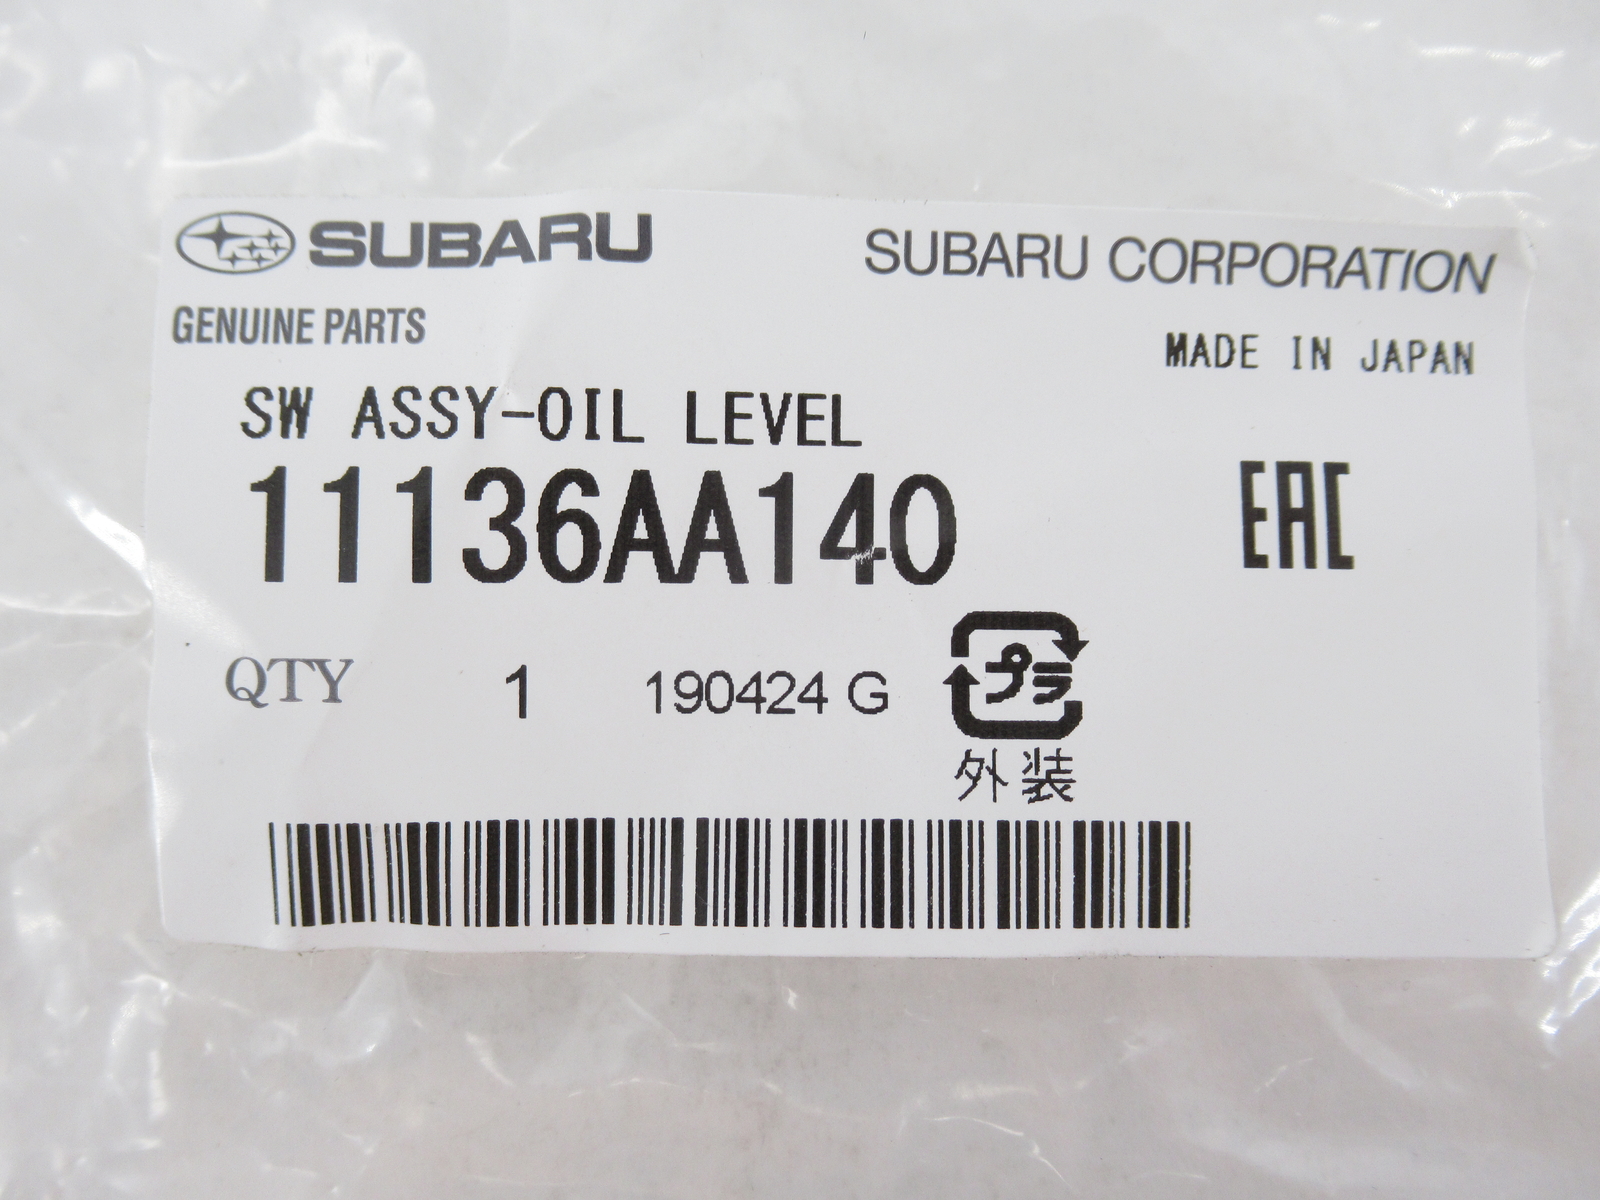 SUBARU
SUBARU CORPORATION
GENUINE PARTS
MADE IN JAPAN
SW ASSY-OIL LEVEL
11136AA140
EAC
QTY 1 190424 G
プラ
外装